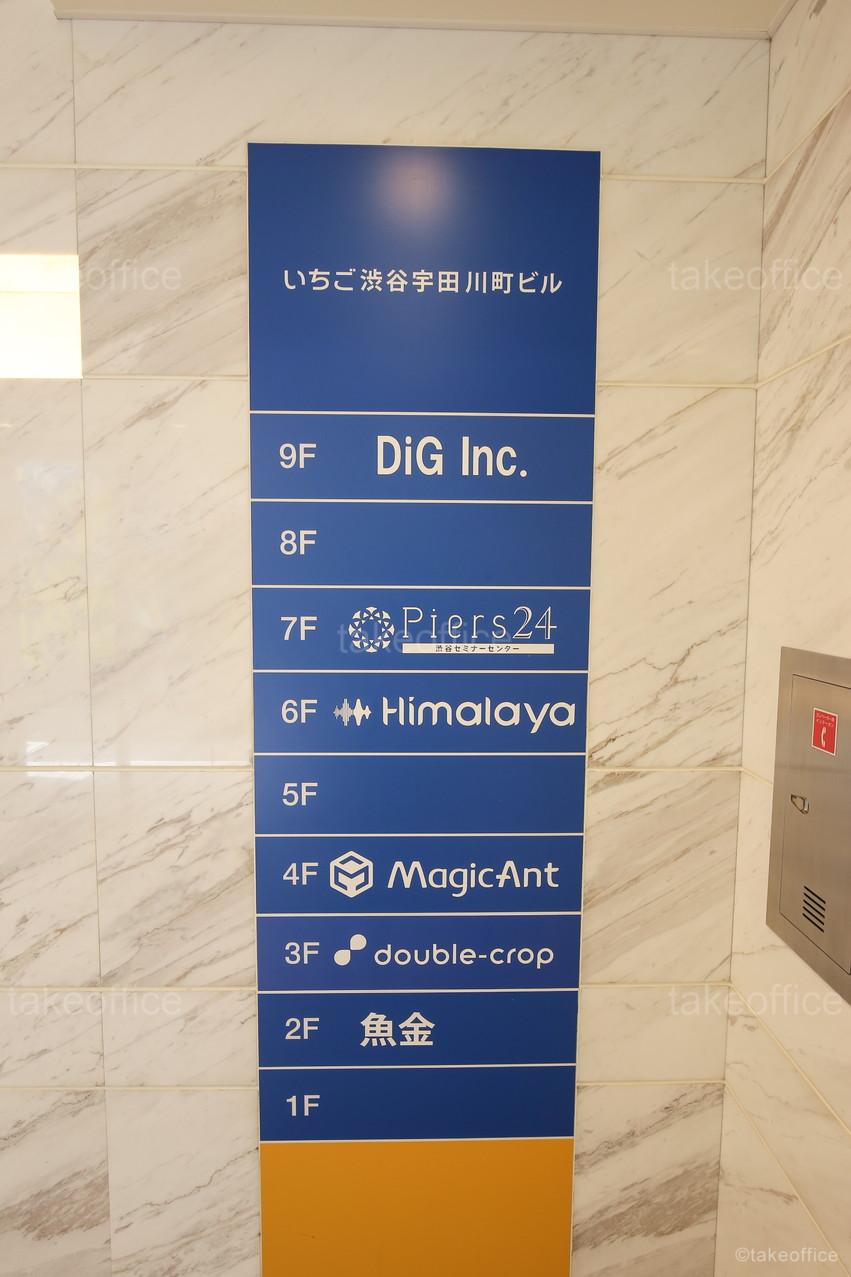 いちご渋谷宇田川町ビル
takeoffice
takeoffice
9F DiG Inc.
8F
7F Piers24
渋谷セミナーセンター
takeoffice
6F Himalaya
5F
4F MagicAnt
3F double-crop
takeoffice
takeoffice
2F 魚金
1F
©takeoffice